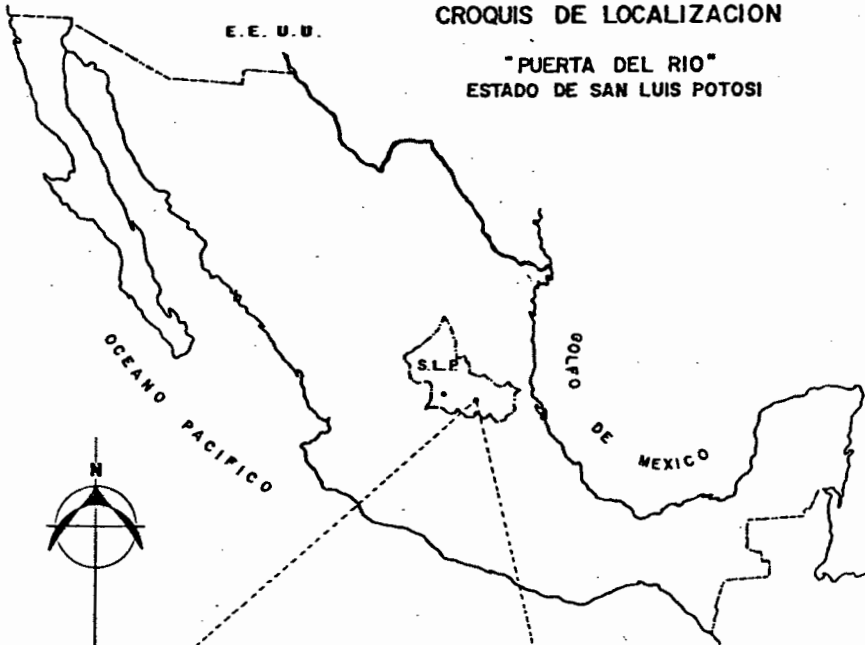 CROQUIS DE LOCALIZACION
"PUERTA DEL RIO"
ESTADO DE SAN LUIS POTOSI
E.E. U.U.
S.L.P.
GOLFO DE MEXICO
OCEANO PACIFICO
N